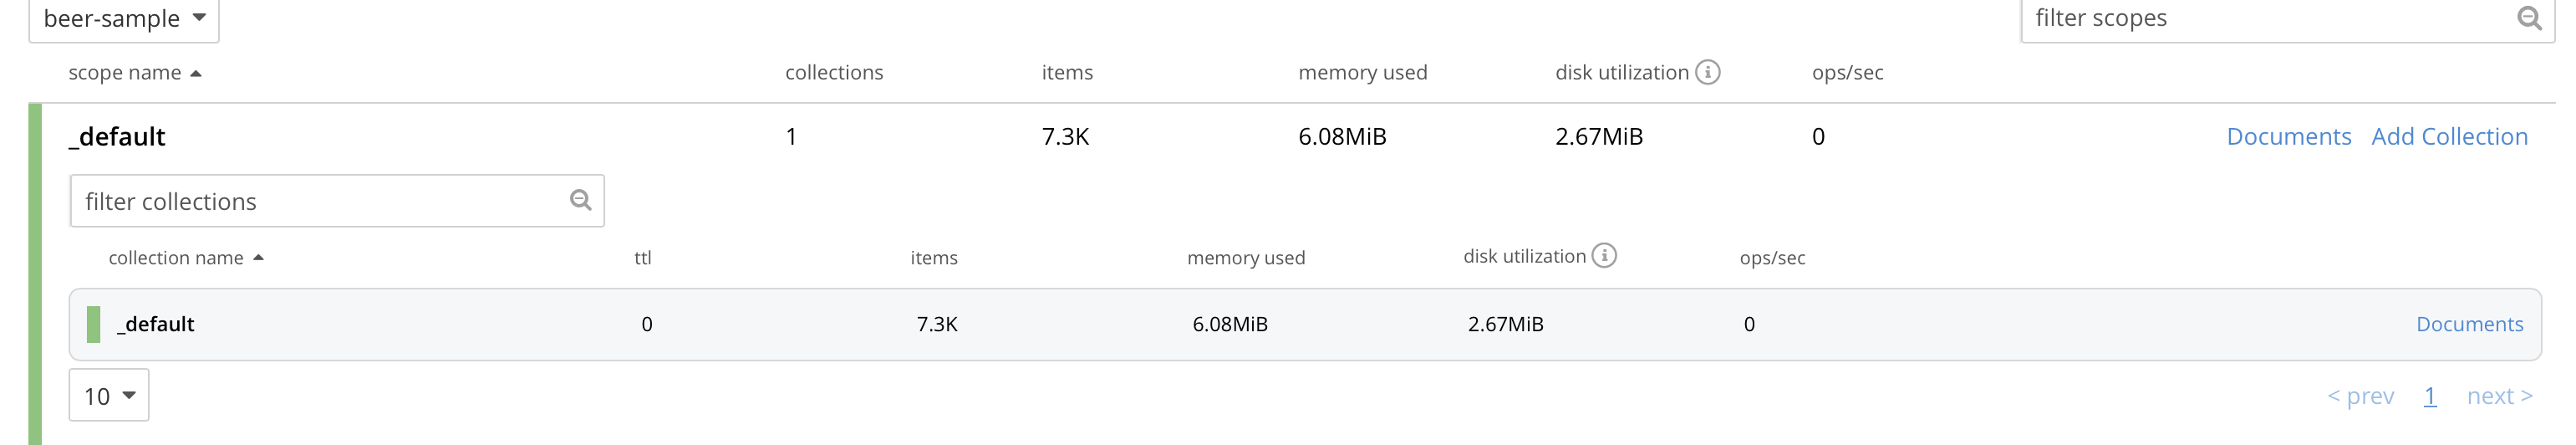 beer-sample filter scopes
scope name collections items memory used disk utilization ops/sec
_default 1 7.3K 6.08MiB 2.67MiB 0 Documents Add Collection
filter collections
collection name ttl items memory used disk utilization ops/sec
_default 0 7.3K 6.08MiB 2.67MiB 0 Documents
10 < prev 1 next >